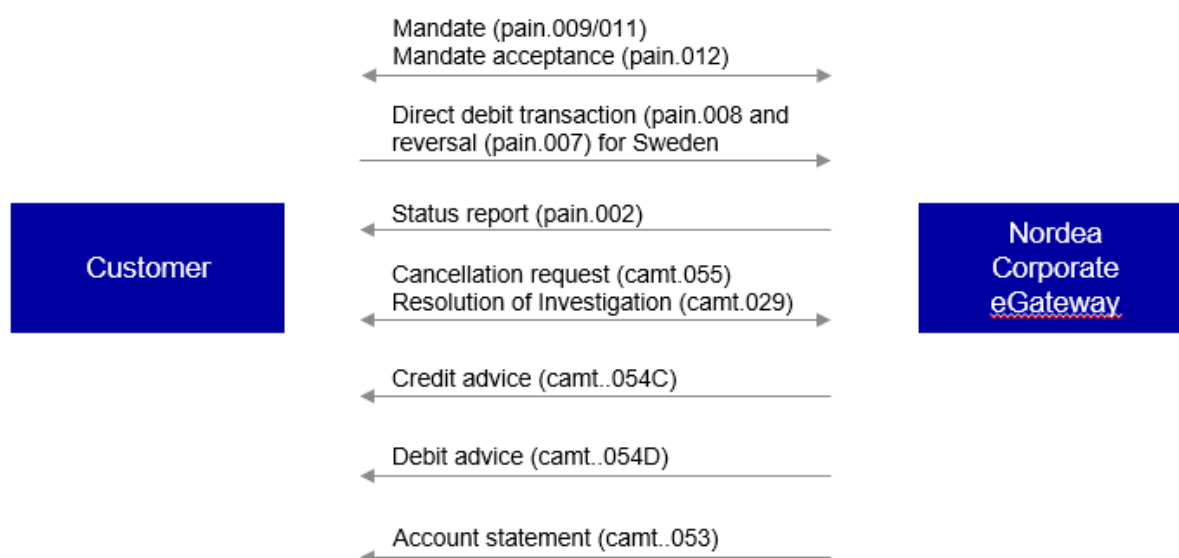 Mandate (pain.009/011)
Mandate acceptance (pain.012)
Direct debit transaction (pain.008 and
reversal (pain.007) for Sweden
Status report (pain.002)
Customer
Nordea
Corporate
eGateway
Cancellation request (camt.055)
Resolution of Investigation (camt.029)
Credit advice (camt..054C)
Debit advice (camt..054D)
Account statement (camt..053)